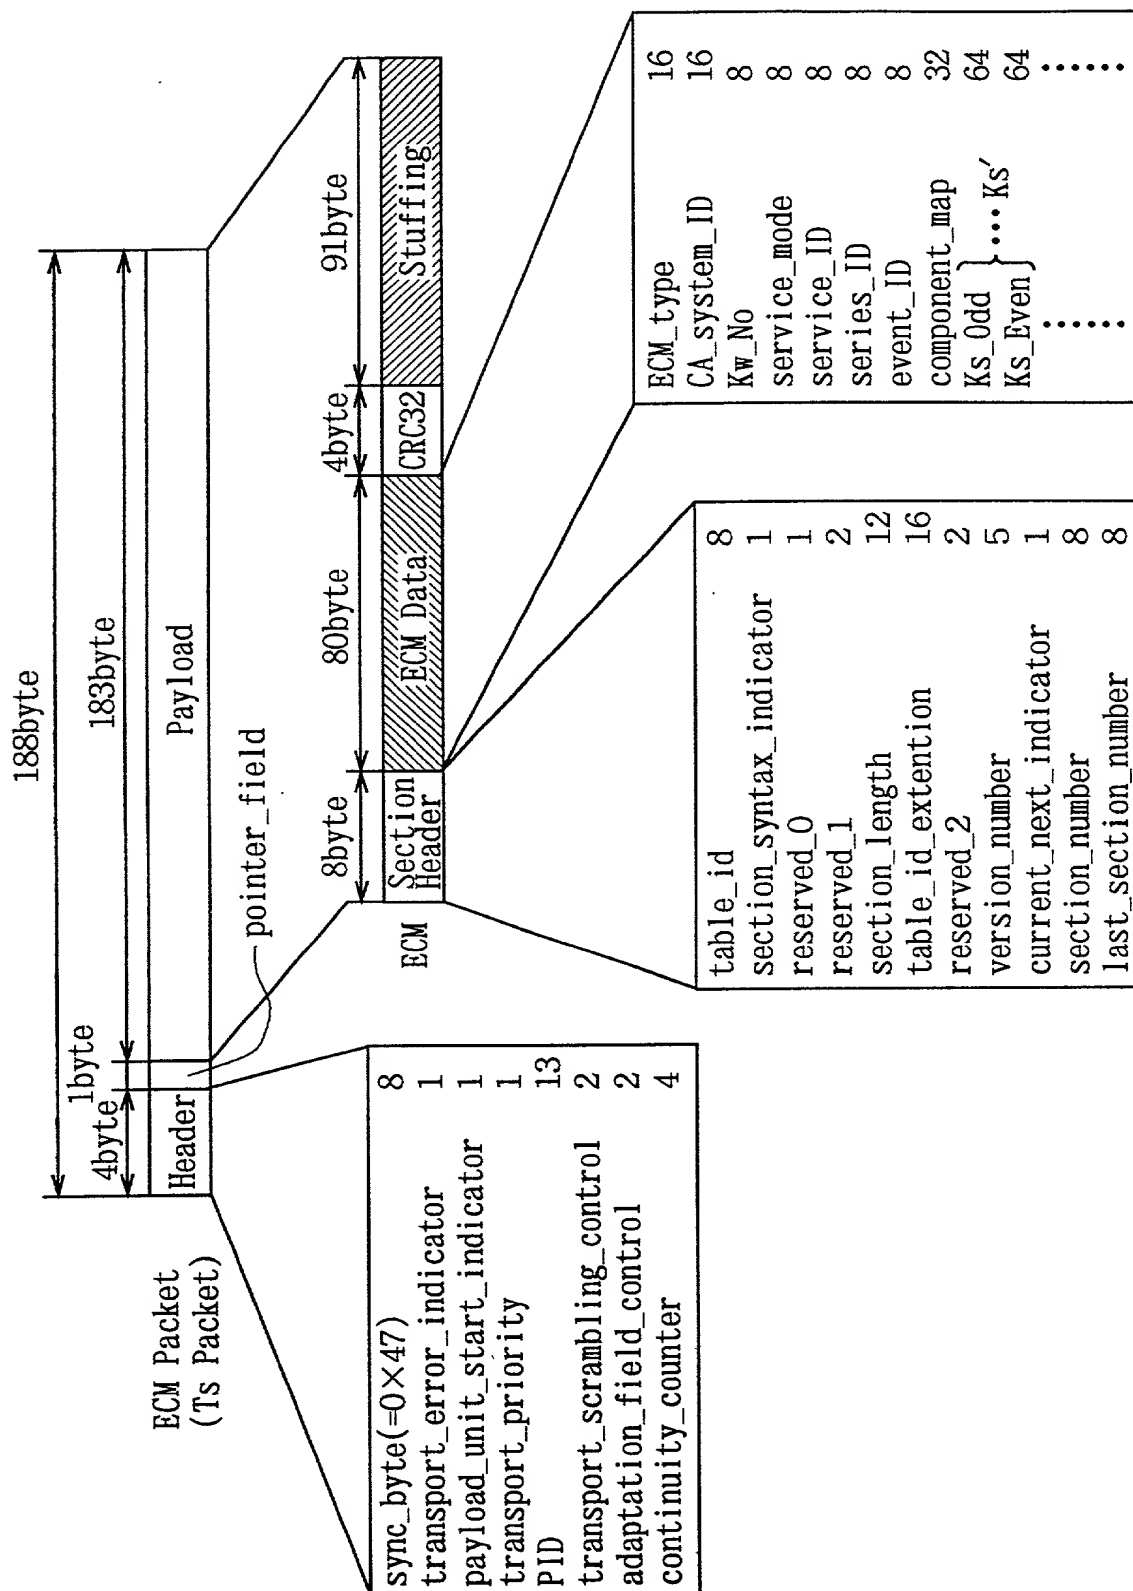 188byte
4byte
1byte
183byte
ECM Packet
(Ts Packet)
Header
Payload
pointer_field
8byte
80byte
4byte
91byte
ECM
Section
Header
ECM Data
CRC32
Stuffing
sync_byte(=0×47) 8
transport_error_indicator 1
payload_unit_start_indicator 1
transport_priority 1
PID 13
transport_scrambling_control 2
adaptation_field_control 2
continuity_counter 4
table_id 8
section_syntax_indicator 1
reserved_0 1
reserved_1 2
section_length 12
table_id_extention 16
reserved_2 2
version_number 5
current_next_indicator 1
section_number 8
last_section_number 8
ECM_type 16
CA_system_ID 16
Kw_No 8
service_mode 8
service_ID 8
series_ID 8
event_ID 8
component_map 32
Ks_Odd 64
Ks_Even 64
••• Ks′
•••••• ••••••